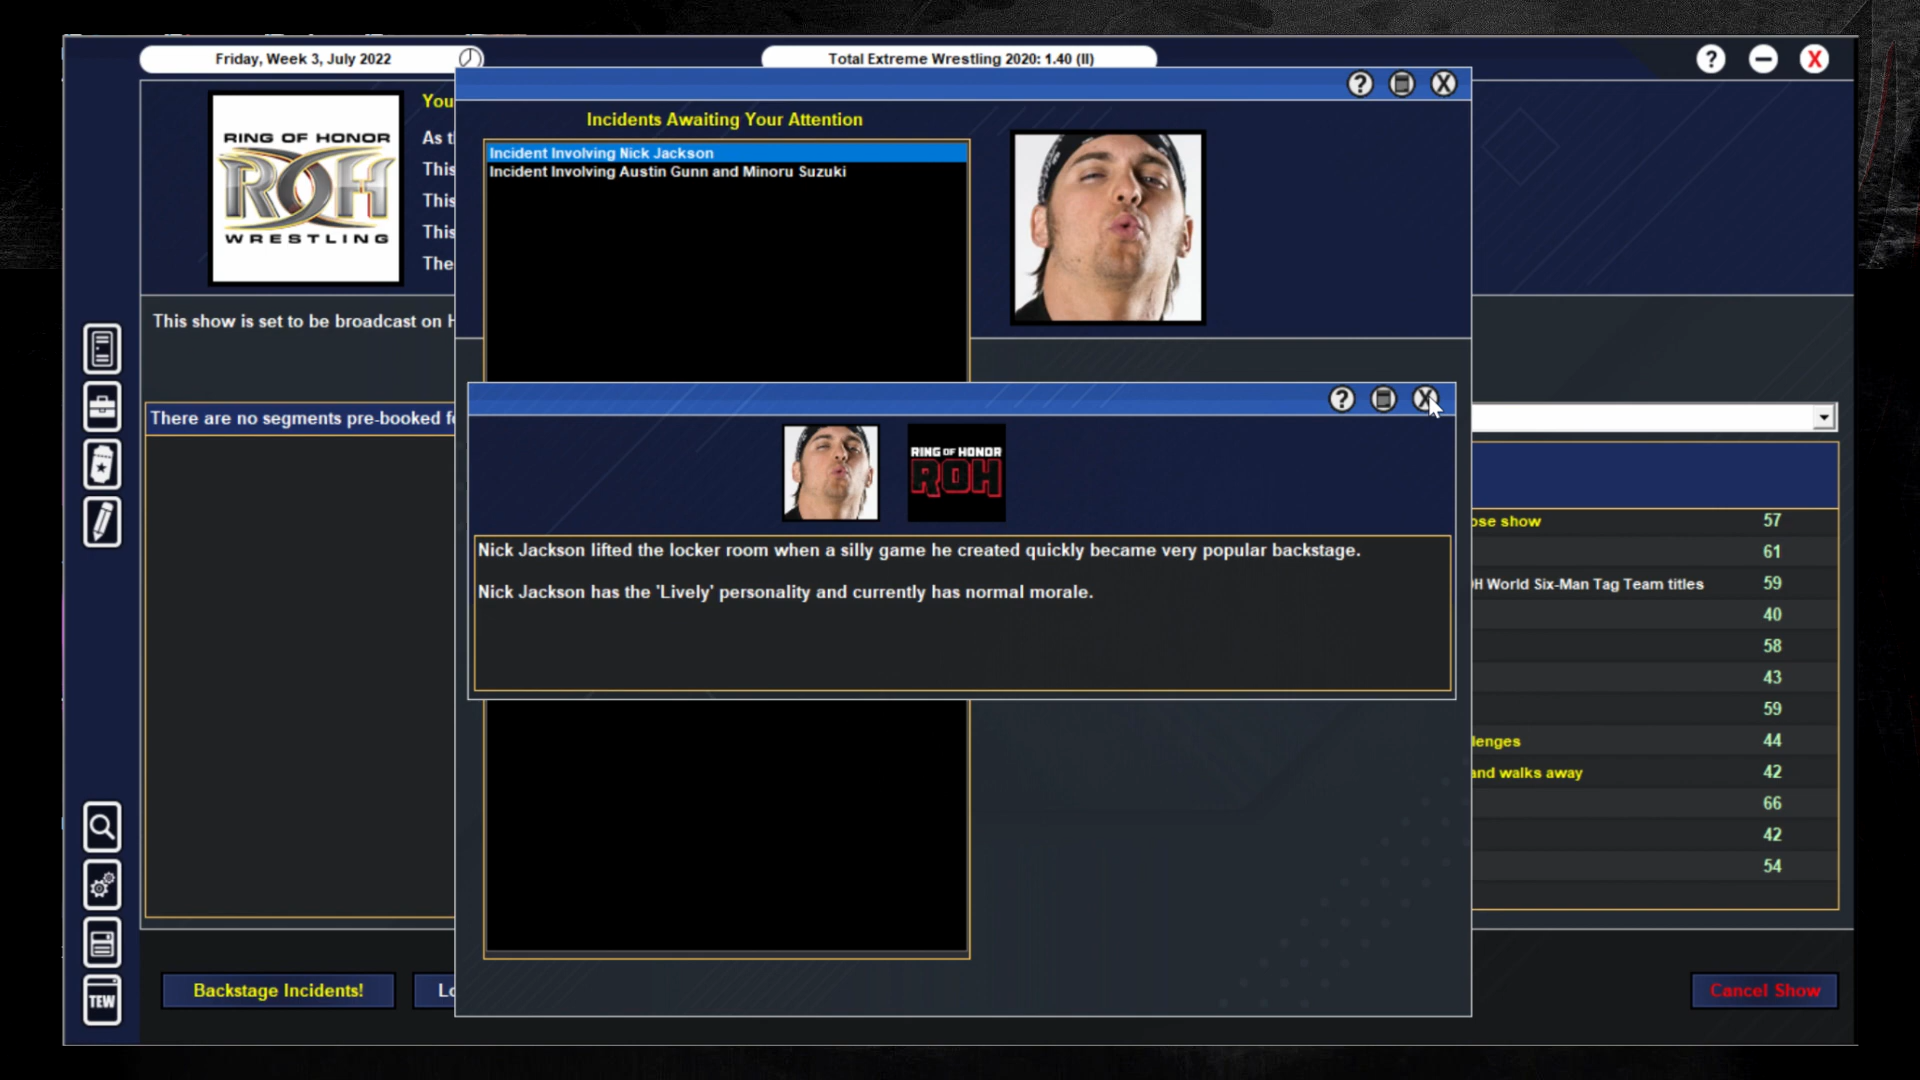 Friday, Week 3, July 2022
Total Extreme Wrestling 2020: 1.40 (II)
?
X
? X
RING OF HONOR
ROH
WRESTLING
You
As t
This
This
This
The
Incidents Awaiting Your Attention
Incident Involving Nick Jackson
Incident Involving Austin Gunn and Minoru Suzuki
This show is set to be broadcast on H
There are no segments pre-booked fo
? X
RING OF HONOR
ROH
Nick Jackson lifted the locker room when a silly game he created quickly became very popular backstage.
Nick Jackson has the 'Lively' personality and currently has normal morale.
ose show 57
61
H World Six-Man Tag Team titles 59
40
58
43
59
lenges 44
and walks away 42
66
42
54
TEW
Backstage Incidents!
Lo
Cancel Show